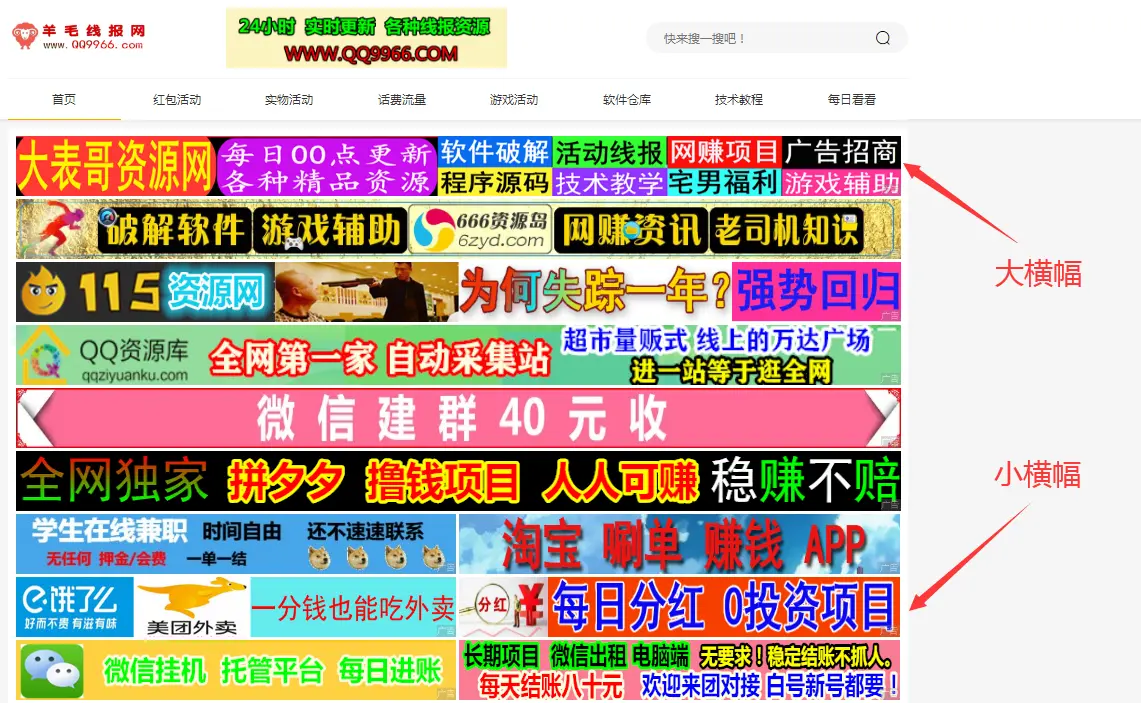 羊毛线报网
www.QQ9966.com
24小时 实时更新 各种线报资源
WWW.QQ9966.COM
快来搜一搜吧！
首页 红包活动 实物活动 话费流量 游戏活动 软件仓库 技术教程 每日看看
大表哥资源网
每日00点更新
各种精品资源
软件破解 活动线报 网赚项目 广告招商
程序源码 技术教学 宅男福利 游戏辅助
大横幅
破解软件 游戏辅助 666资源岛 网赚资讯 老司机知识
6zyd.com
115资源网 为何失踪一年？ 强势回归
广告
QQ资源库
qqziyuanku.com
全网第一家 自动采集站
超市量贩式 线上的万达广场
进一站等于逛全网
广告
微信建群40元收
全网独家 拼夕夕 撸钱项目 人人可赚 稳赚不赔
广告
小横幅
学生在线兼职 时间自由 还不速速联系
无任何 押金/会费 一单一结
广告
淘宝 唰单 赚钱 APP
广告
饿了么
好而不贵 有滋有味
美团外卖
一分钱也能吃外卖
广告
分红
¥
每日分红 0投资项目
广告
微信挂机 托管平台 每日进账
广告
长期项目 微信出租 电脑端 无要求！稳定结账不抓人。
每天结账八十元 欢迎来团对接 白号新号都要！
广告